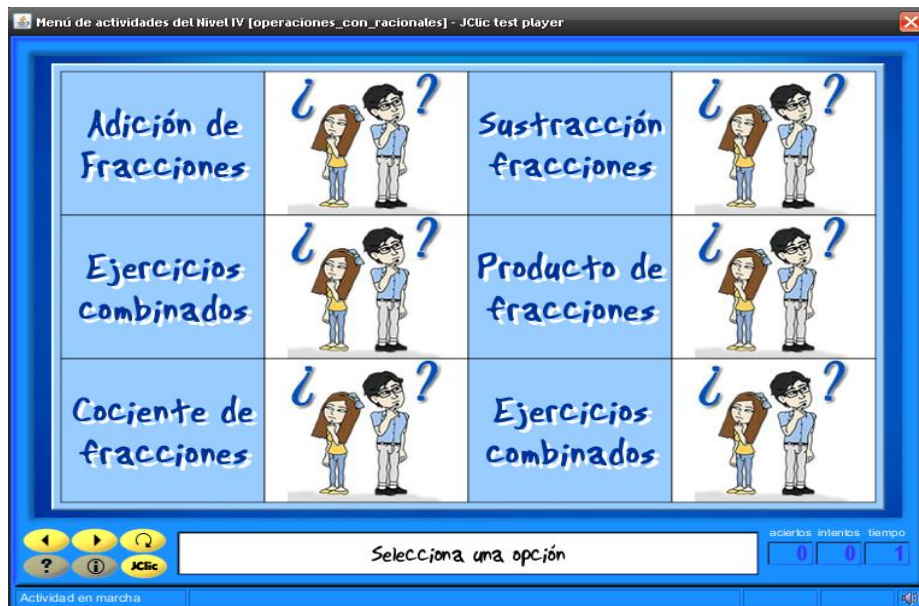 Menú de actividades del Nivel IV [operaciones_con_racionales] - JClic test player
Adición de
Fracciones
¿ ?
Sustracción
fracciones
¿ ?
Ejercicios
combinados
¿ ?
Producto de
fracciones
¿ ?
Cociente de
fracciones
¿ ?
Ejercicios
combinados
¿ ?
JClic
Selecciona una opción
aciertos intentos tiempo
0 0 1
Actividad en marcha